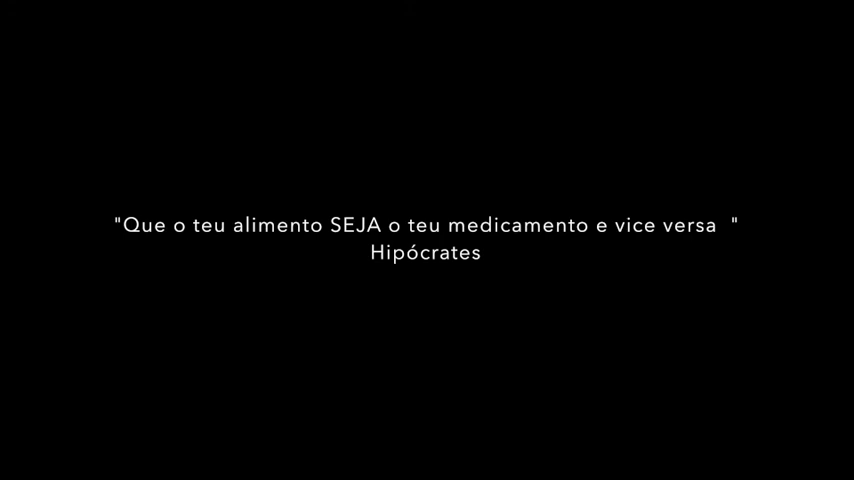 "Que o teu alimento SEJA o teu medicamento e vice versa  "
Hipócrates